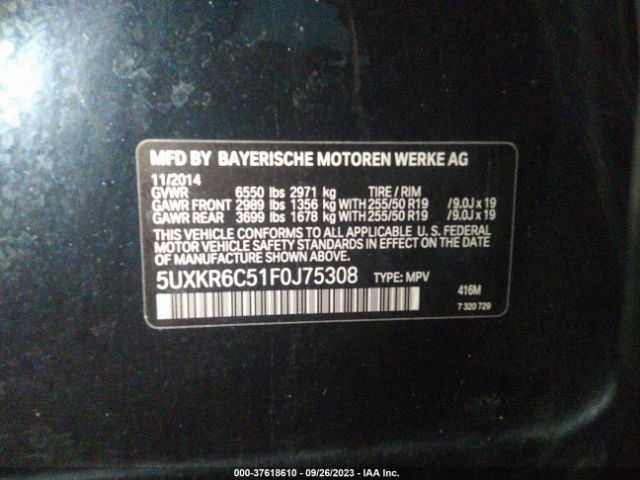 MFD BY BAYERISCHE MOTOREN WERKE AG
11/2014
GVWR 6550 lbs 2971 kg TIRE / RIM
GAWR FRONT 2989 lbs 1356 kg WITH 255/50 R19 /9.0J x 19
GAWR REAR 3699 lbs 1678 kg WITH 255/50 R19 /9.0J x 19
THIS VEHICLE CONFORMS TO ALL APPLICABLE U. S. FEDERAL
MOTOR VEHICLE SAFETY STANDARDS IN EFFECT ON THE
DATE OF MANUFACTURE SHOWN ABOVE.
5UXKR6C51F0J75308 TYPE: MPV
416M
7 320 729
000-37618610 - 09/26/2023 - IAA Inc.